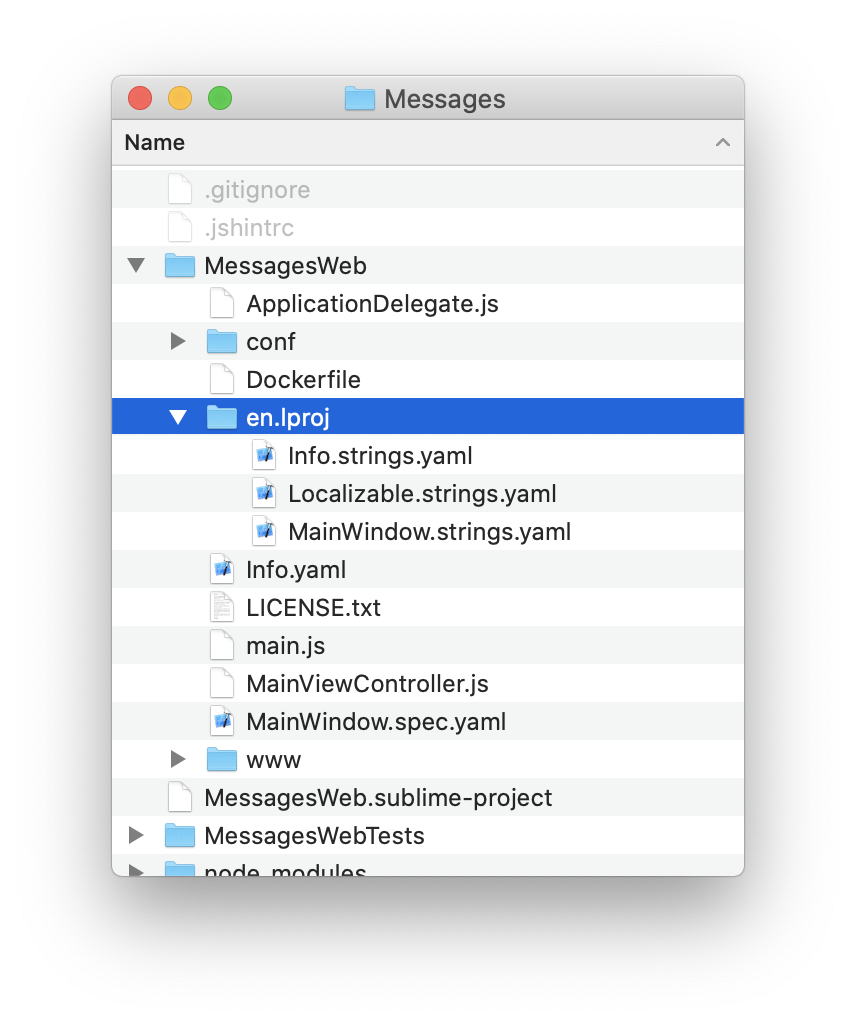 Messages
Name
.gitignore
.jshintrc
MessagesWeb
ApplicationDelegate.js
conf
Dockerfile
en.lproj
Info.strings.yaml
Localizable.strings.yaml
MainWindow.strings.yaml
Info.yaml
LICENSE.txt
main.js
MainViewController.js
MainWindow.spec.yaml
www
MessagesWeb.sublime-project
MessagesWebTests
node_modules